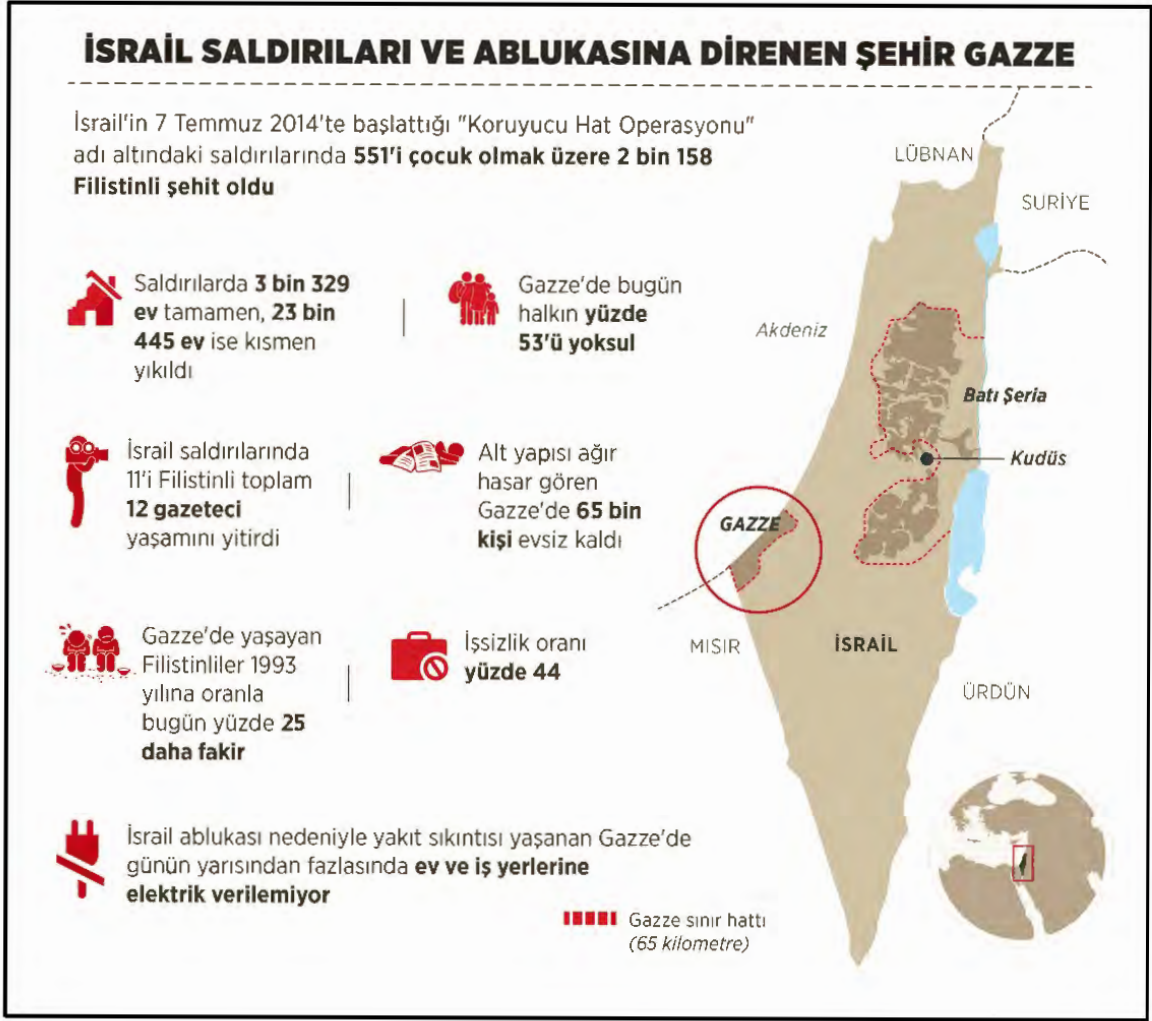 İSRAİL SALDIRILARI VE ABLUKASINA DİRENEN ŞEHİR GAZZE
İsrail'in 7 Temmuz 2014'te başlattığı "Koruyucu Hat Operasyonu"
adı altındaki saldırılarında 551'i çocuk olmak üzere 2 bin 158
Filistinli şehit oldu
Saldırılarda 3 bin 329
ev tamamen, 23 bin
445 ev ise kısmen
yıkıldı
Gazze'de bugün
halkın yüzde
53'ü yoksul
İsrail saldırılarında
11'i Filistinli toplam
12 gazeteci
yaşamını yitirdi
Alt yapısı ağır
hasar gören
Gazze'de 65 bin
kişi evsiz kaldı
Gazze'de yaşayan
Filistinliler 1993
yılına oranla
bugün yüzde 25
daha fakir
İşsizlik oranı
yüzde 44
İsrail ablukası nedeniyle yakıt sıkıntısı yaşanan Gazze'de
günün yarısından fazlasında ev ve iş yerlerine
elektrik verilemiyor
LÜBNAN
SURİYE
Akdeniz
Batı Şeria
Kudüs
GAZZE
MISIR
İSRAİL
ÜRDÜN
Gazze sınır hattı
(65 kilometre)